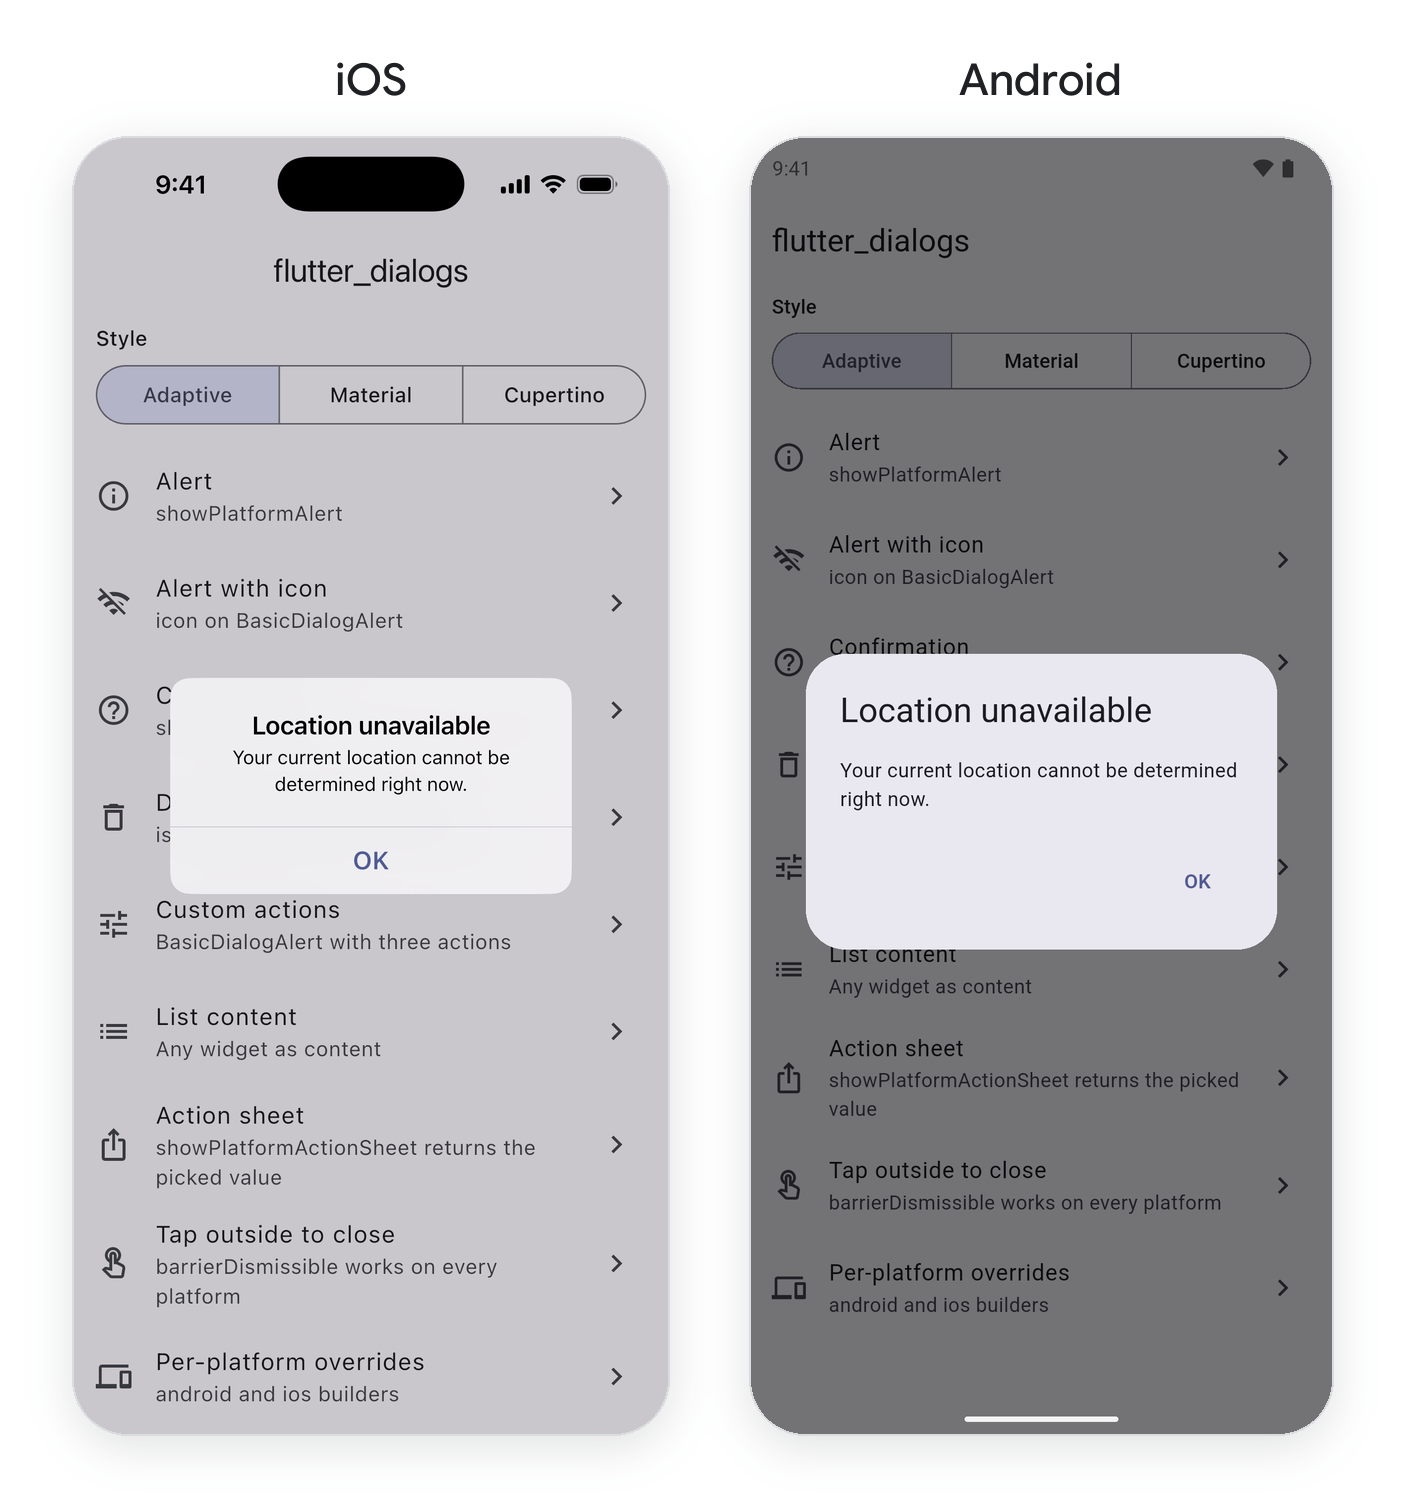 iOS
9:41
flutter_dialogs
Style
Adaptive
Material
Cupertino
Alert
showPlatformAlert
Alert with icon
icon on BasicDialogAlert
Location unavailable
Your current location cannot be
determined right now.
OK
Custom actions
BasicDialogAlert with three actions
List content
Any widget as content
Action sheet
showPlatformActionSheet returns the
picked value
Tap outside to close
barrierDismissible works on every
platform
Per-platform overrides
android and ios builders
Android
9:41
flutter_dialogs
Style
Adaptive
Material
Cupertino
Alert
showPlatformAlert
Alert with icon
icon on BasicDialogAlert
Confirmation
Location unavailable
Your current location cannot be determined
right now.
OK
List content
Any widget as content
Action sheet
showPlatformActionSheet returns the picked
value
Tap outside to close
barrierDismissible works on every platform
Per-platform overrides
android and ios builders